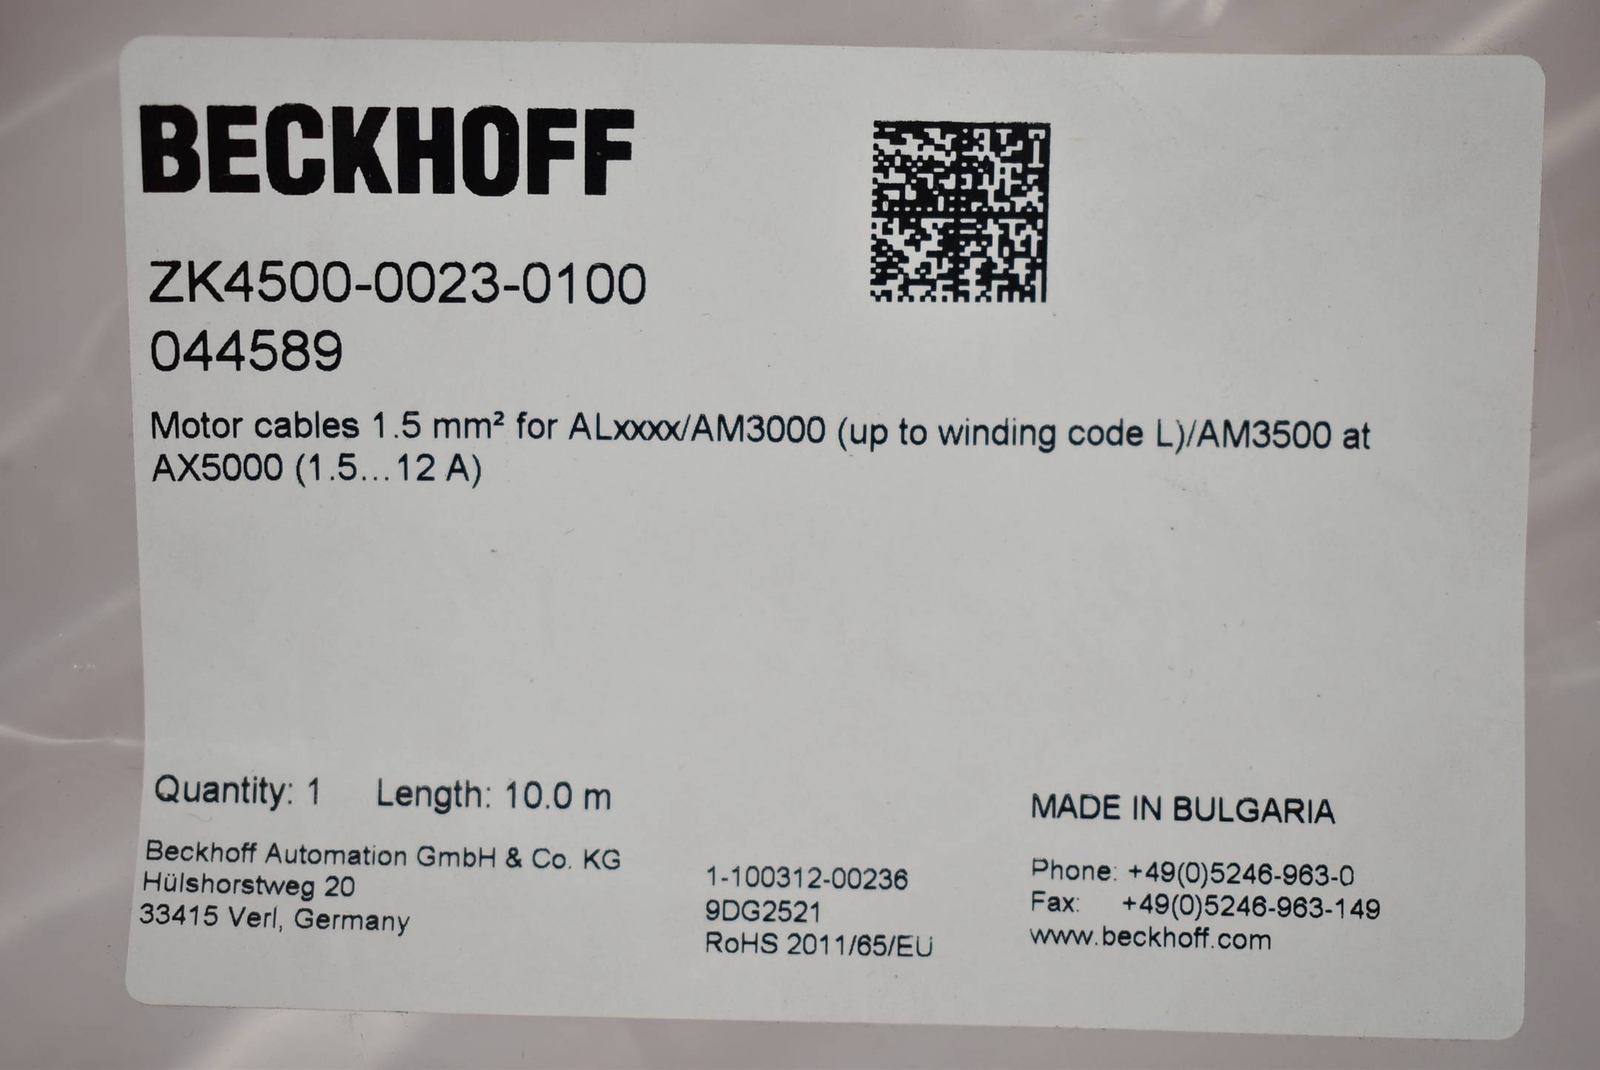 BECKHOFF
ZK4500-0023-0100
044589
Motor cables 1.5 mm² for ALxxxx/AM3000 (up to winding code L)/AM3500 at
AX5000 (1.5...12 A)
Quantity: 1 Length: 10.0 m
Beckhoff Automation GmbH & Co. KG
Hülshorstweg 20
33415 Verl, Germany
1-100312-00236
9DG2521
RoHS 2011/65/EU
MADE IN BULGARIA
Phone: +49(0)5246-963-0
Fax: +49(0)5246-963-149
www.beckhoff.com